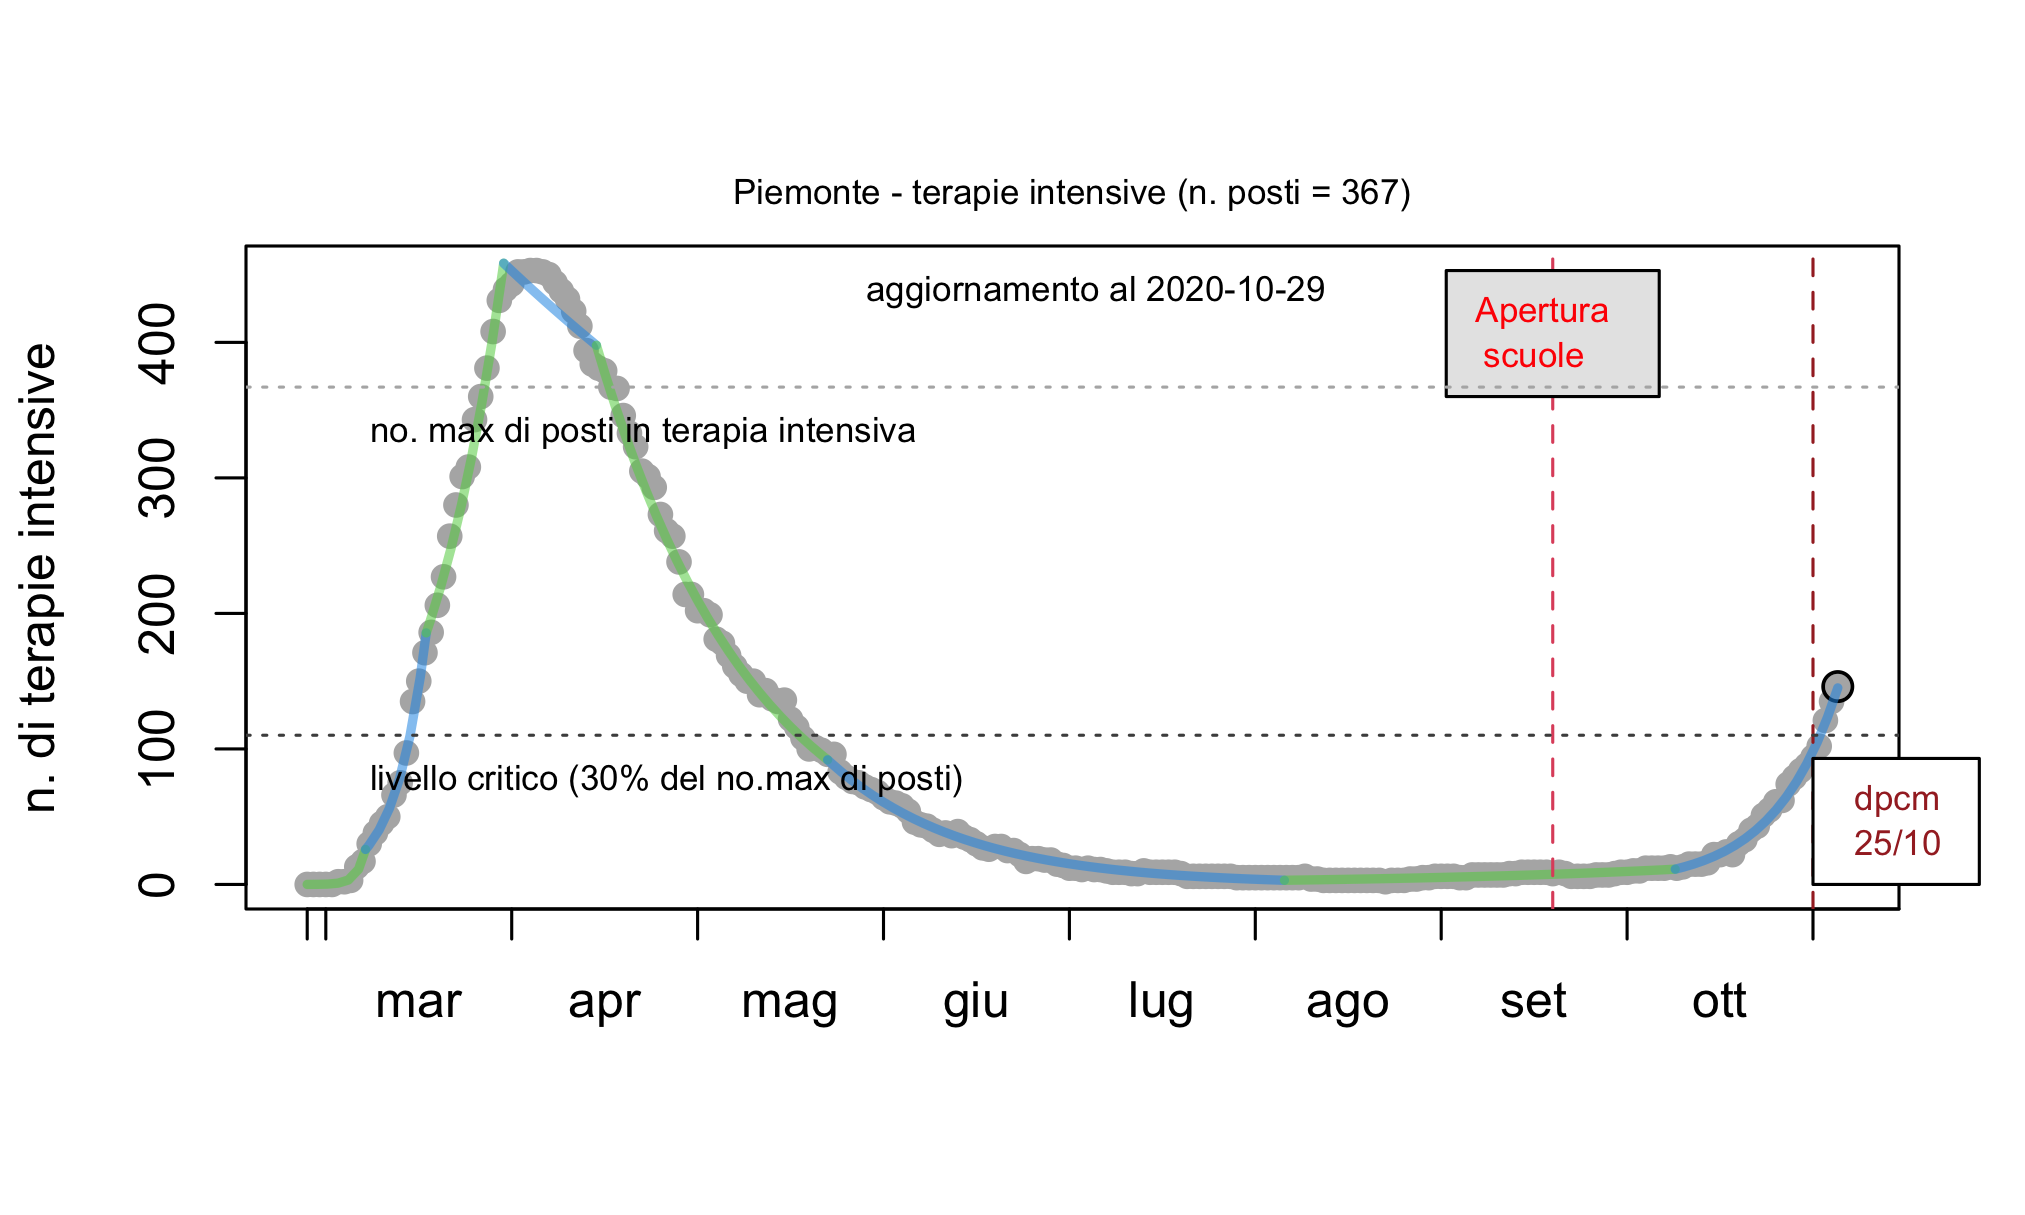 Piemonte - terapie intensive (n. posti = 367)
aggiornamento al 2020-10-29
Apertura
scuole
no. max di posti in terapia intensiva
livello critico (30% del no.max di posti)
dpcm
25/10
n. di terapie intensive
400
300
200
100
0
mar apr mag giu lug ago set ott